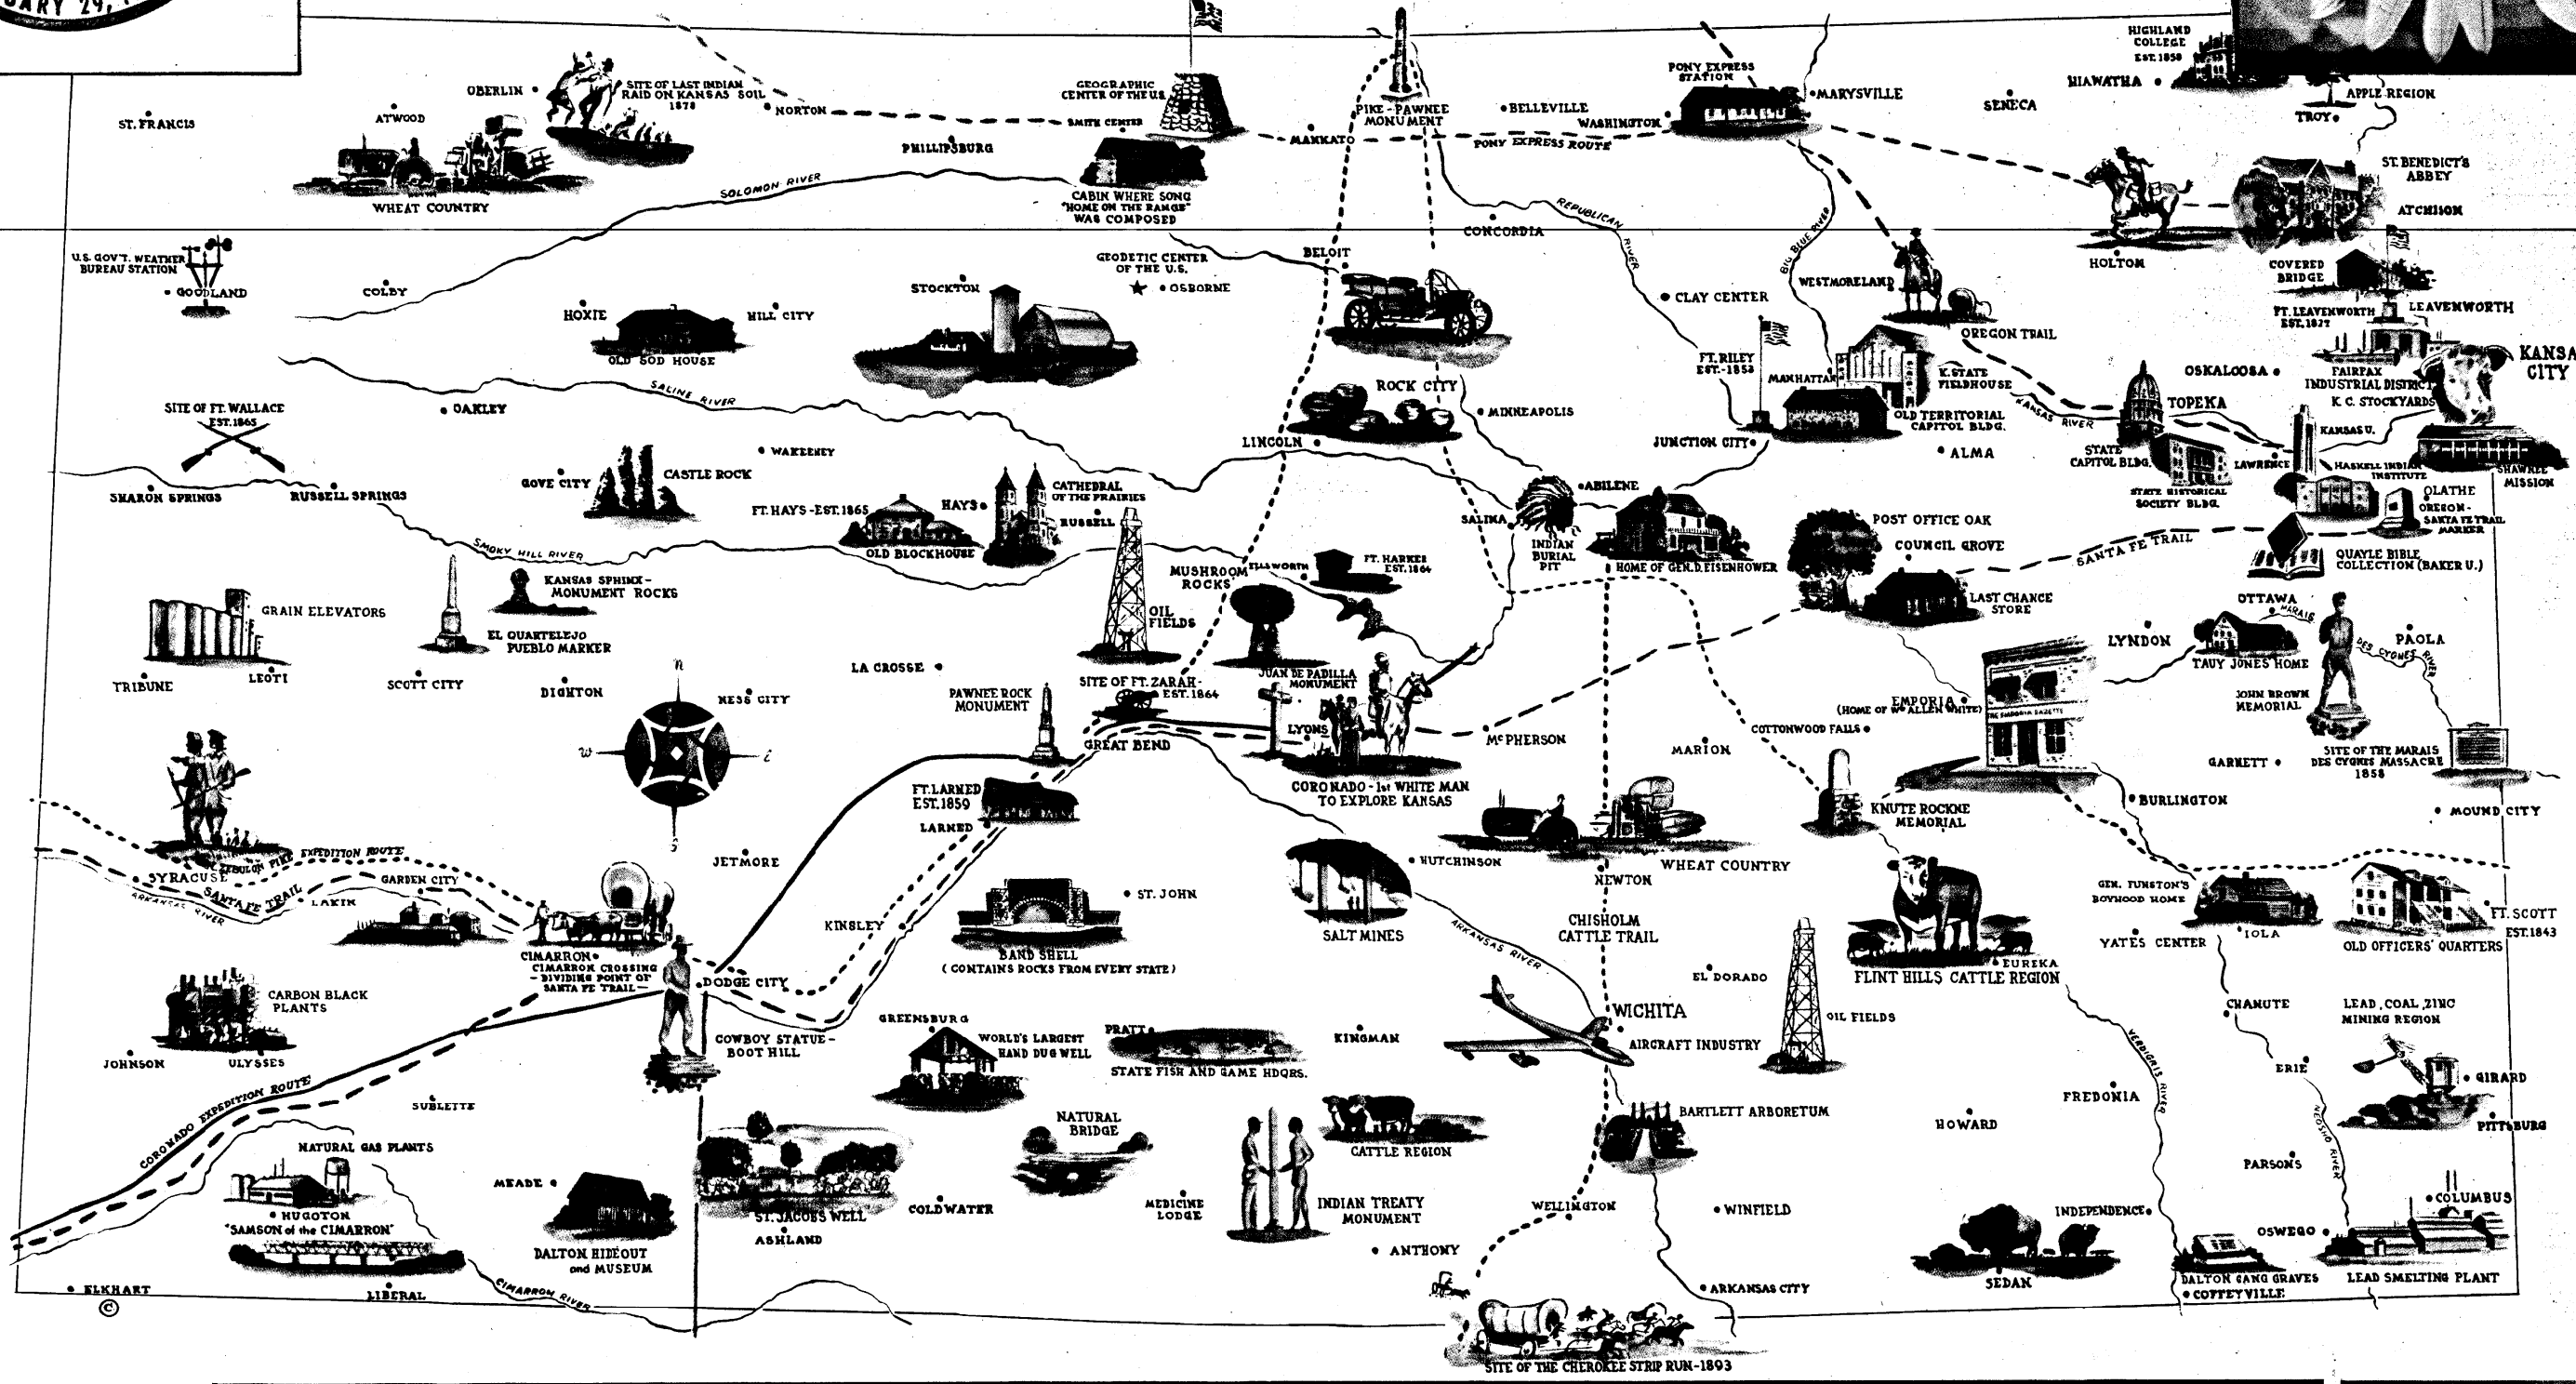 UARY 29, 1
HIGHLAND
COLLEGE
EST. 1858
HIAWATHA
APPLE REGION
TROY
ST. FRANCIS
ATWOOD
WHEAT COUNTRY
OBERLIN
SITE OF LAST INDIAN
RAID ON KANSAS SOIL
1878
NORTON
PHILLIPSBURG
GEOGRAPHIC
CENTER OF THE U.S.
SMITH CENTER
CABIN WHERE SONG
"HOME ON THE RANGE"
WAS COMPOSED
MANKATO
PIKE-PAWNEE
MONUMENT
BELLEVILLE
WASHINGTON
PONY EXPRESS
STATION
MARYSVILLE
PONY EXPRESS ROUTE
SENECA
ST. BENEDICT'S
ABBEY
ATCHISON
SOLOMON RIVER
REPUBLICAN RIVER
BIG BLUE RIVER
CONCORDIA
U.S. GOV'T. WEATHER
BUREAU STATION
GOODLAND
COLBY
HOXIE
OLD SOD HOUSE
HILL CITY
STOCKTON
GEODETIC CENTER
OF THE U.S.
OSBORNE
BELOIT
CLAY CENTER
WESTMORELAND
OREGON TRAIL
HOLTON
COVERED
BRIDGE
FT. LEAVENWORTH
EST. 1827
LEAVENWORTH
FAIRFAX
INDUSTRIAL DISTRICT
K.C. STOCKYARDS
KANSA
CITY
SALINE RIVER
SITE OF FT. WALLACE
EST. 1865
OAKLEY
WAKEENEY
ROCK CITY
MINNEAPOLIS
LINCOLN
FT. RILEY
EST.-1853
MANHATTAN
K. STATE
FIELDHOUSE
OLD TERRITORIAL
CAPITOL BLDG.
JUNCTION CITY
ALMA
KANSAS RIVER
OSKALOOSA
TOPEKA
STATE
CAPITOL BLDG.
STATE HISTORICAL
SOCIETY BLDG.
KANSAS U.
LAWRENCE
HASKELL INDIAN
INSTITUTE
SHAWNEE
MISSION
OLATHE
OREGON-
SANTA FE TRAIL
MARKER
SHARON SPRINGS
RUSSELL SPRINGS
GOVE CITY
CASTLE ROCK
FT. HAYS-EST. 1865
OLD BLOCKHOUSE
HAYS
CATHEDRAL
OF THE PRAIRIES
RUSSELL
SALINA
INDIAN
BURIAL
PIT
ABILENE
HOME OF GEN. D. EISENHOWER
POST OFFICE OAK
COUNCIL GROVE
LAST CHANCE
STORE
SANTA FE TRAIL
QUAYLE BIBLE
COLLECTION (BAKER U.)
SMOKY HILL RIVER
KANSAS SPHINX-
MONUMENT ROCKS
GRAIN ELEVATORS
EL QUARTELEJO
PUEBLO MARKER
OIL
FIELDS
MUSHROOM
ROCKS
ELLSWORTH
FT. HARKER
EST. 1864
TRIBUNE
LEOTI
SCOTT CITY
DIGHTON
NESS CITY
LA CROSSE
PAWNEE ROCK
MONUMENT
SITE OF FT. ZARAH-
EST. 1864
GREAT BEND
JUAN DE PADILLA
MONUMENT
LYONS
CORONADO-1st WHITE MAN
TO EXPLORE KANSAS
McPHERSON
MARION
COTTONWOOD FALLS
EMPORIA
(HOME OF Wm ALLEN WHITE)
THE EMPORIA GAZETTE
LYNDON
OTTAWA
TAUY JONES HOME
MARAIS
DES CYGNES RIVER
PAOLA
JOHN BROWN
MEMORIAL
SITE OF THE MARAIS
DES CYGNES MASSACRE
1858
GARNETT
BURLINGTON
MOUND CITY
n
w
e
s
FT. LARNED
EST. 1859
LARNED
JETMORE
ZEBULON PIKE EXPEDITION ROUTE
SYRACUSE
SANTA FE TRAIL
ARKANSAS RIVER
LAKIN
GARDEN CITY
KINSLEY
BAND SHELL
(CONTAINS ROCKS FROM EVERY STATE)
ST. JOHN
HUTCHINSON
SALT MINES
ARKANSAS RIVER
WHEAT COUNTRY
NEWTON
CHISHOLM
CATTLE TRAIL
KNUTE ROCKNE
MEMORIAL
FLINT HILLS CATTLE REGION
EUREKA
GEN. FUNSTON'S
BOYHOOD HOME
IOLA
YATES CENTER
FT. SCOTT
EST. 1843
OLD OFFICERS' QUARTERS
CIMARRON
CIMARRON CROSSING
-DIVIDING POINT OF
SANTA FE TRAIL-
DODGE CITY
COWBOY STATUE-
BOOT HILL
CARBON BLACK
PLANTS
JOHNSON
ULYSSES
GREENSBURG
WORLD'S LARGEST
HAND DUG WELL
PRATT
STATE FISH AND GAME HDQRS.
KINGMAN
WICHITA
AIRCRAFT INDUSTRY
EL DORADO
OIL FIELDS
CHANUTE
LEAD, COAL, ZINC
MINING REGION
ERIE
GIRARD
PITTSBURG
VERDIGRIS RIVER
NEOSHO RIVER
FREDONIA
HOWARD
CORONADO EXPEDITION ROUTE
SUBLETTE
NATURAL GAS PLANTS
HUGOTON
"SAMSON of the CIMARRON"
MEADE
DALTON HIDEOUT
and MUSEUM
ST. JACOBS WELL
ASHLAND
COLDWATER
NATURAL
BRIDGE
MEDICINE
LODGE
INDIAN TREATY
MONUMENT
CATTLE REGION
BARTLETT ARBORETUM
ANTHONY
WELLINGTON
WINFIELD
ARKANSAS CITY
SEDAN
INDEPENDENCE
PARSONS
OSWEGO
COLUMBUS
DALTON GANG GRAVES
COFFEYVILLE
LEAD SMELTING PLANT
ELKHART
©
LIBERAL
CIMARRON RIVER
SITE OF THE CHEROKEE STRIP RUN-1893